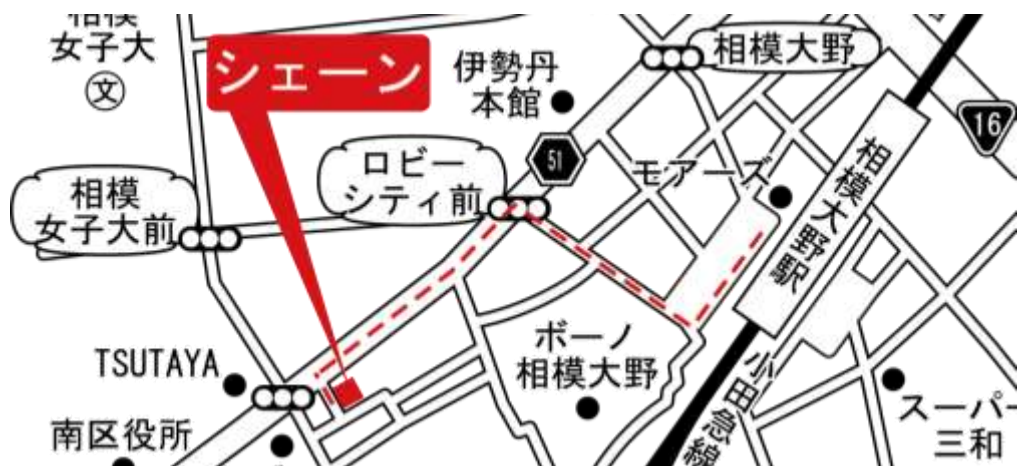 相模
女子大
文
シェーン
伊勢丹
本館
相模大野
16
51
ロビー
シティ前
モアーズ
相模大野駅
相模
女子大前
TSUTAYA
ボーノ
相模大野
小田急線
スーパー
三和
南区役所